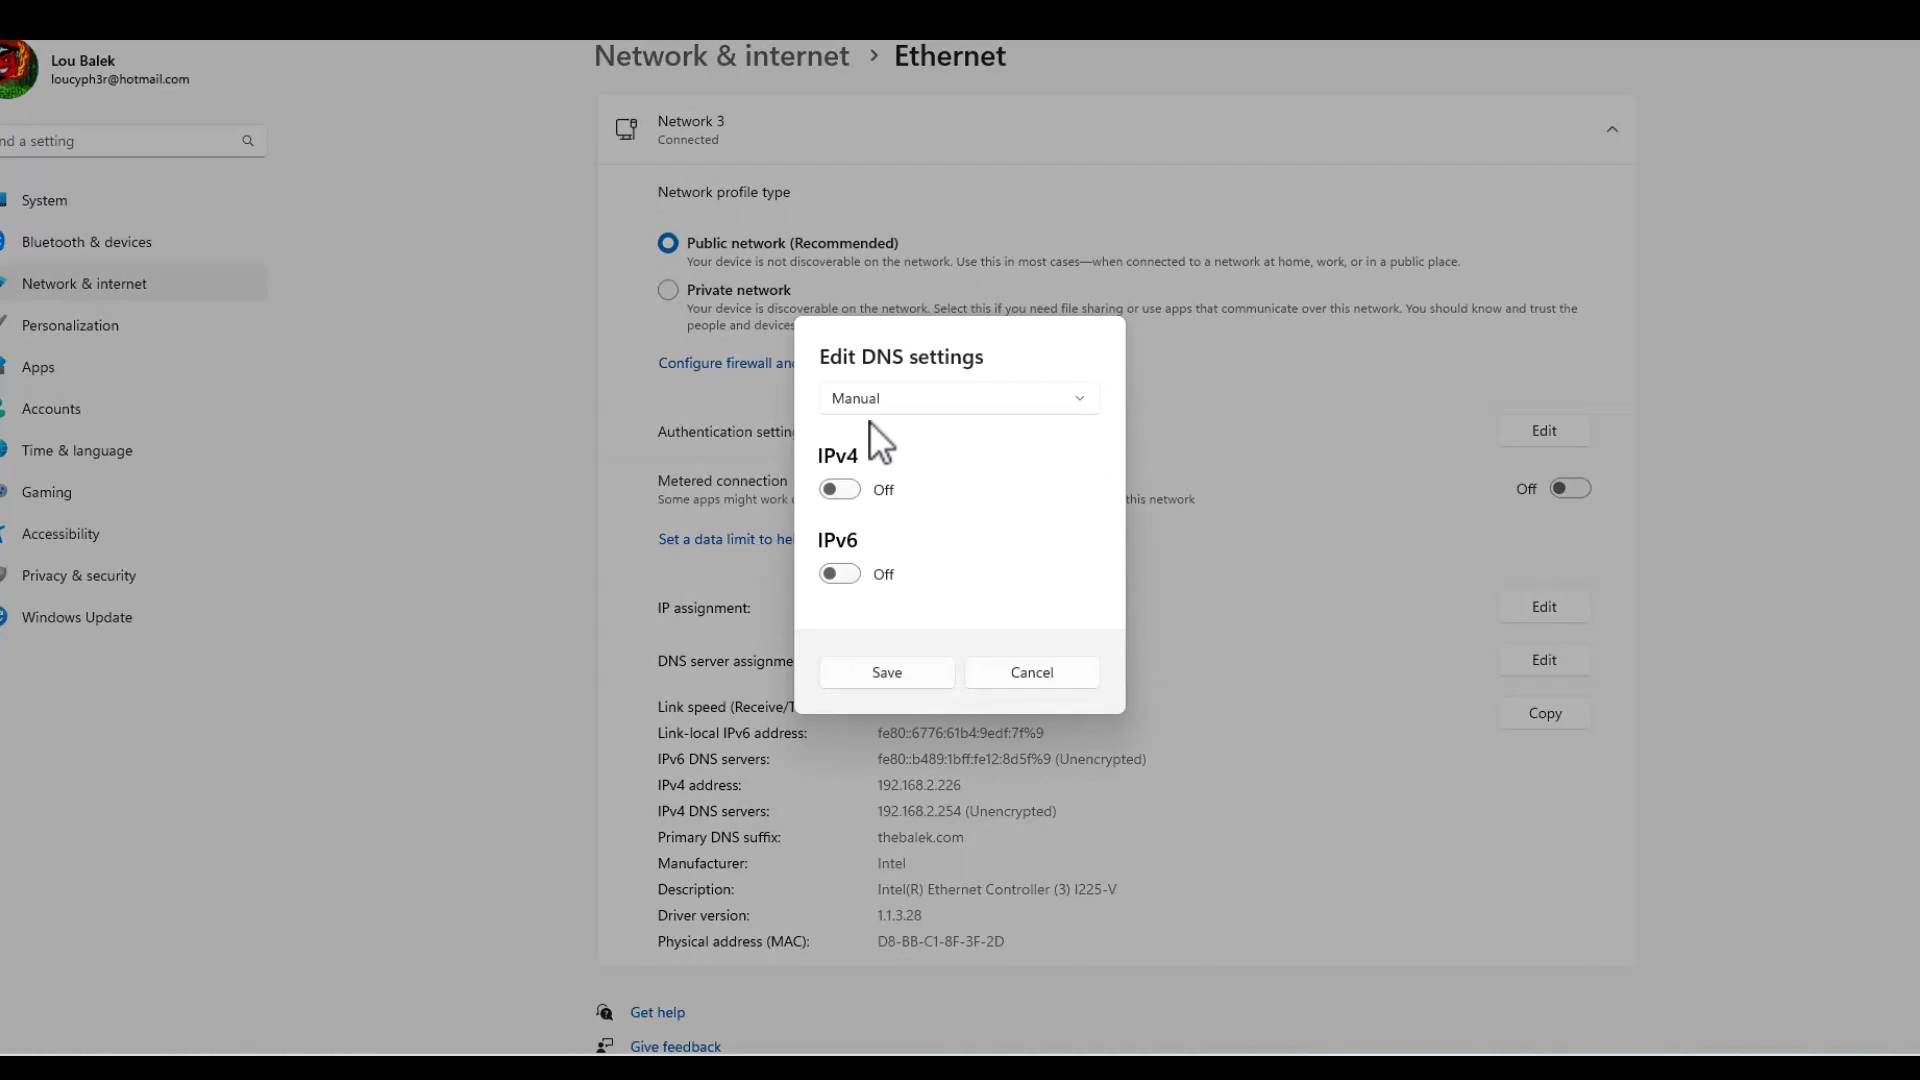 Lou Balek
loucyph3r@hotmail.com
nd a setting
System
Bluetooth & devices
Network & internet
Personalization
Apps
Accounts
Time & language
Gaming
Accessibility
Privacy & security
Windows Update
Network & internet › Ethernet
Network 3
Connected
Network profile type
Public network (Recommended)
Your device is not discoverable on the network. Use this in most cases—when connected to a network at home, work, or in a public place.
Private network
Your device is discoverable on the network. Select this if you need file sharing or use apps that communicate over this network. You should know and trust the
people and devices
Configure firewall an
Authentication settin
Edit
Metered connection
Some apps might work
this network
Off
Set a data limit to he
IP assignment:
Edit
DNS server assignme
Edit
Link speed (Receive/T
Copy
Link-local IPv6 address: fe80::6776:61b4:9edf:7f%9
IPv6 DNS servers: fe80::b489:1bff:fe12:8d5f%9 (Unencrypted)
IPv4 address: 192.168.2.226
IPv4 DNS servers: 192.168.2.254 (Unencrypted)
Primary DNS suffix: thebalek.com
Manufacturer: Intel
Description: Intel(R) Ethernet Controller (3) I225-V
Driver version: 1.1.3.28
Physical address (MAC): D8-BB-C1-8F-3F-2D
Get help
Give feedback
Edit DNS settings
Manual
IPv4
Off
IPv6
Off
Save Cancel